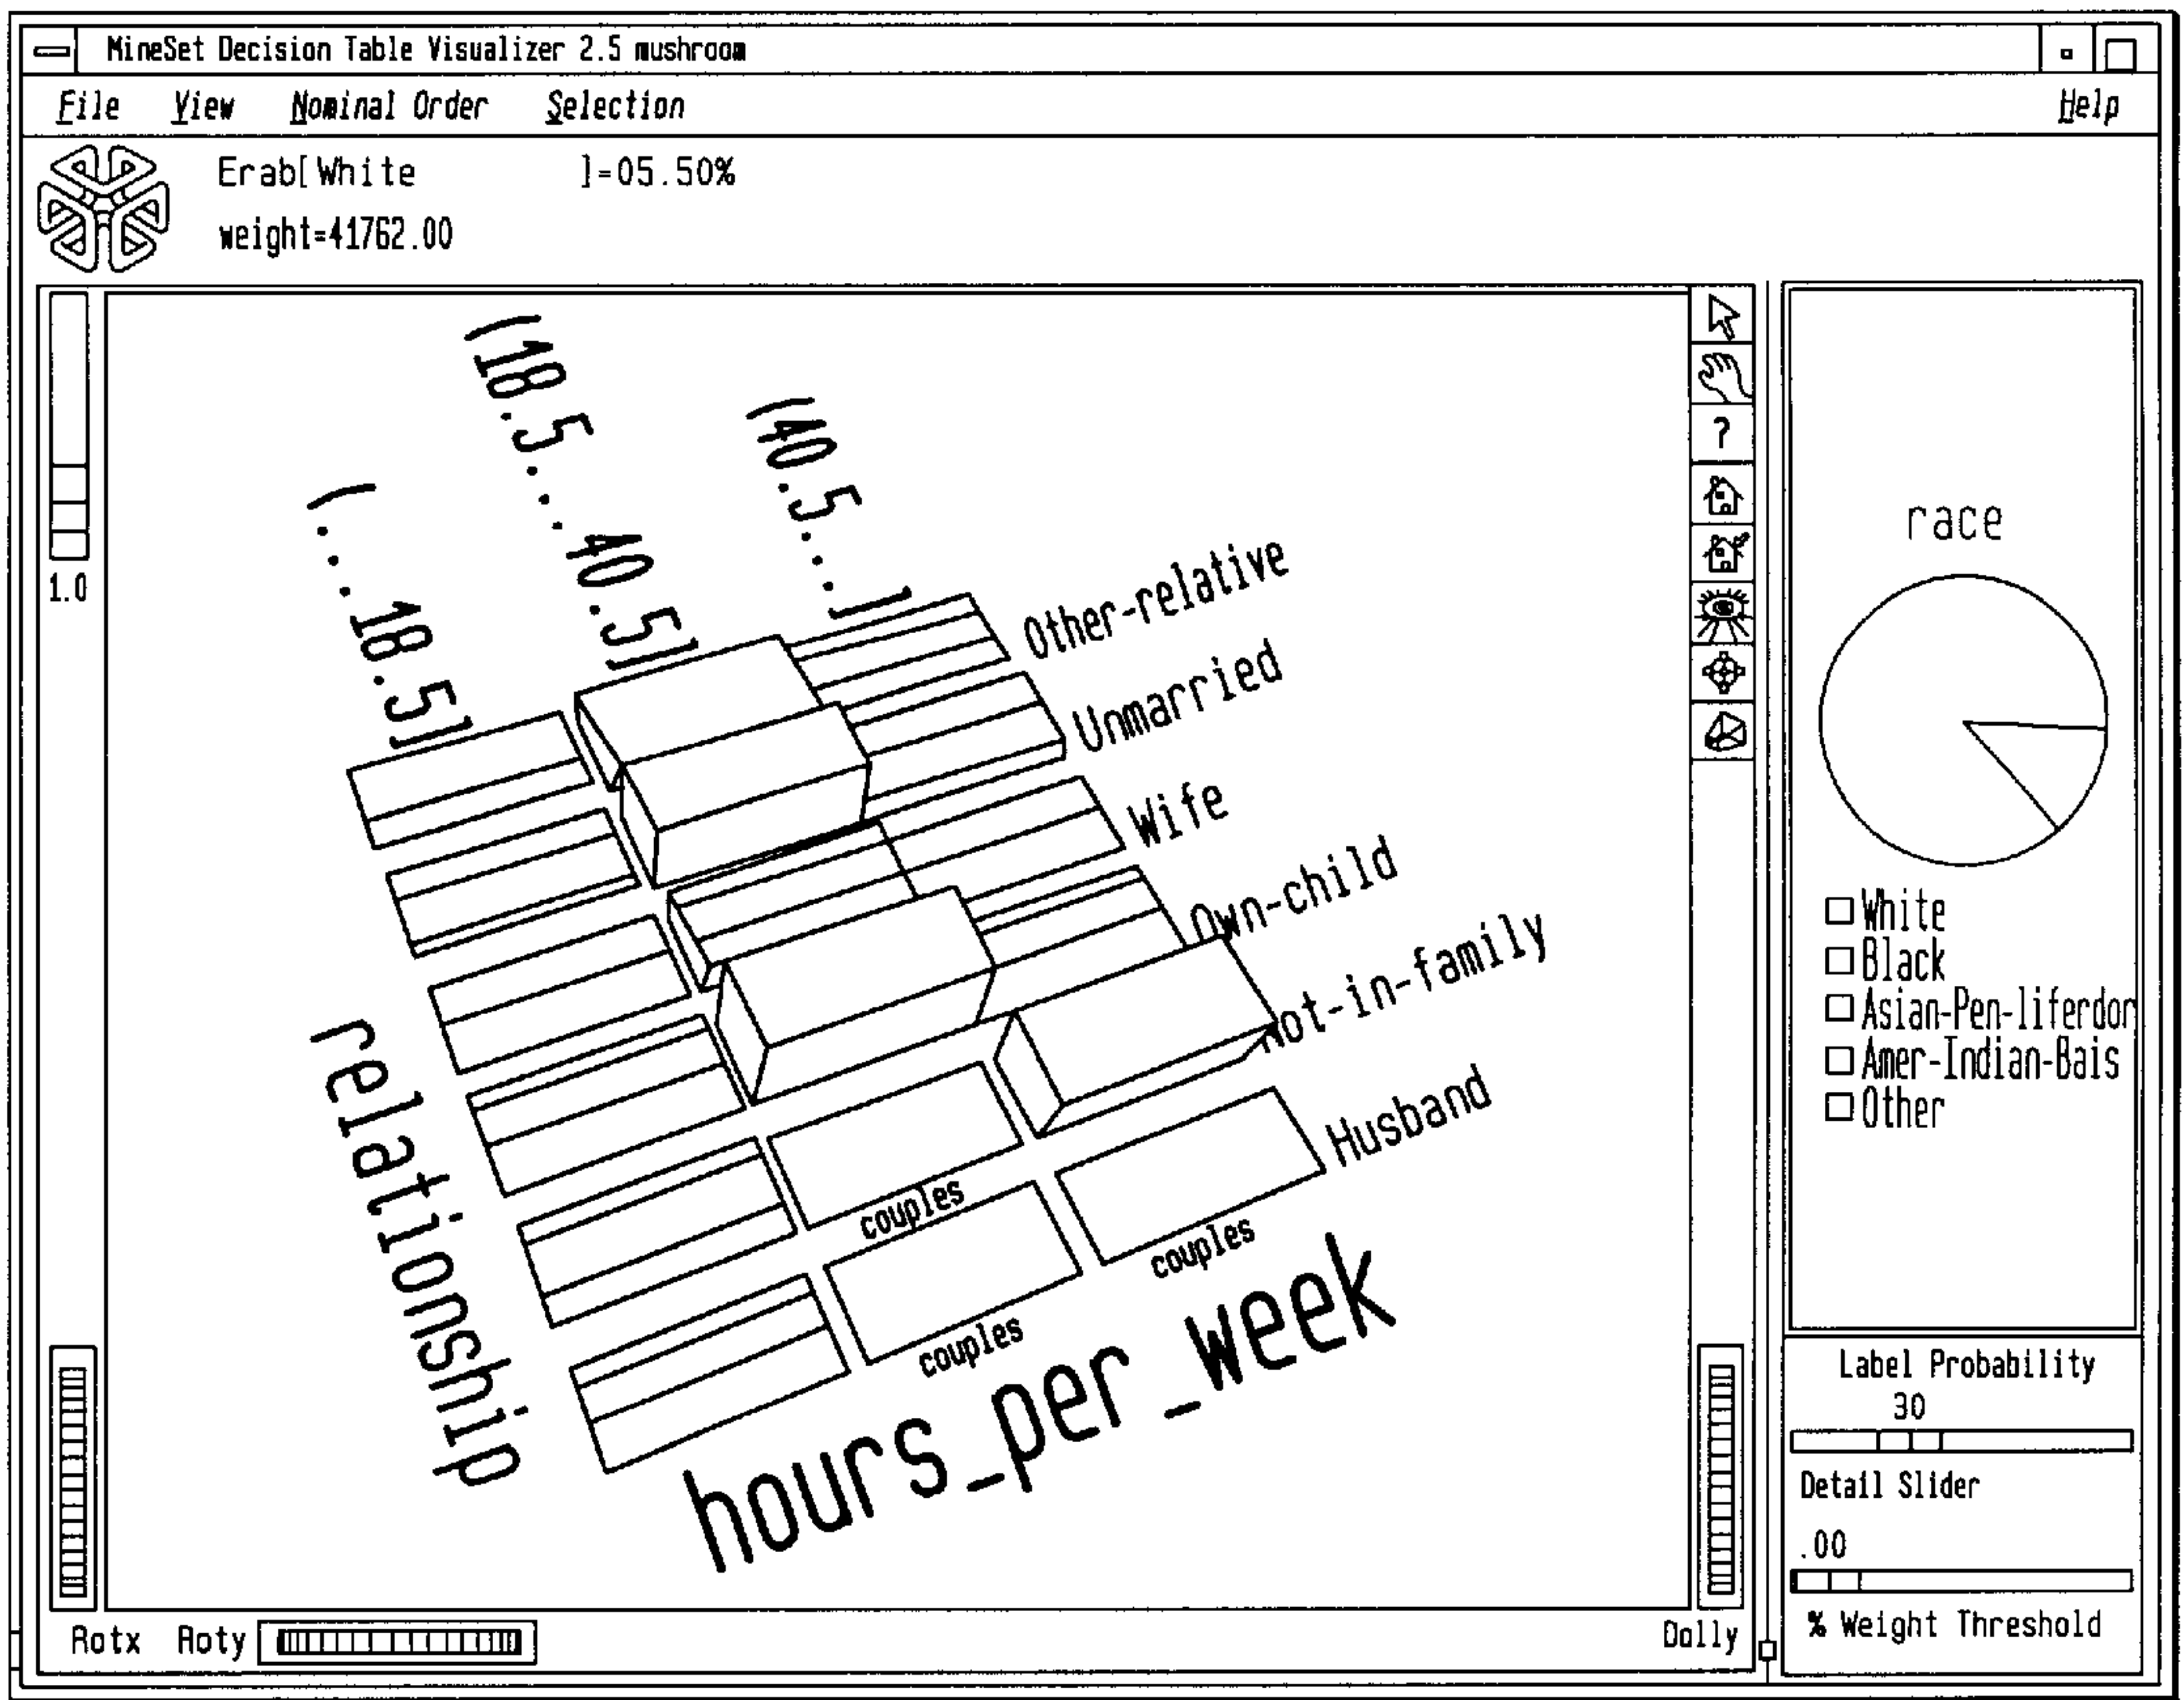 MineSet Decision Table Visualizer 2.5 mushroom
File View Nominal Order Selection Help
Erab[White ]=05.50%
weight=41762.00
1.0
(...18.5]
(18.5...40.5]
(40.5...]
Other-relative
Unmarried
Wife
Own-child
Not-in-family
Husband
couples
couples
couples
relationship
hours_per_week
?
race
White
Black
Asian-Pen-liferdor
Amer-Indian-Bais
Other
Label Probability
30
Detail Slider
.00
% Weight Threshold
Rotx Roty Dolly